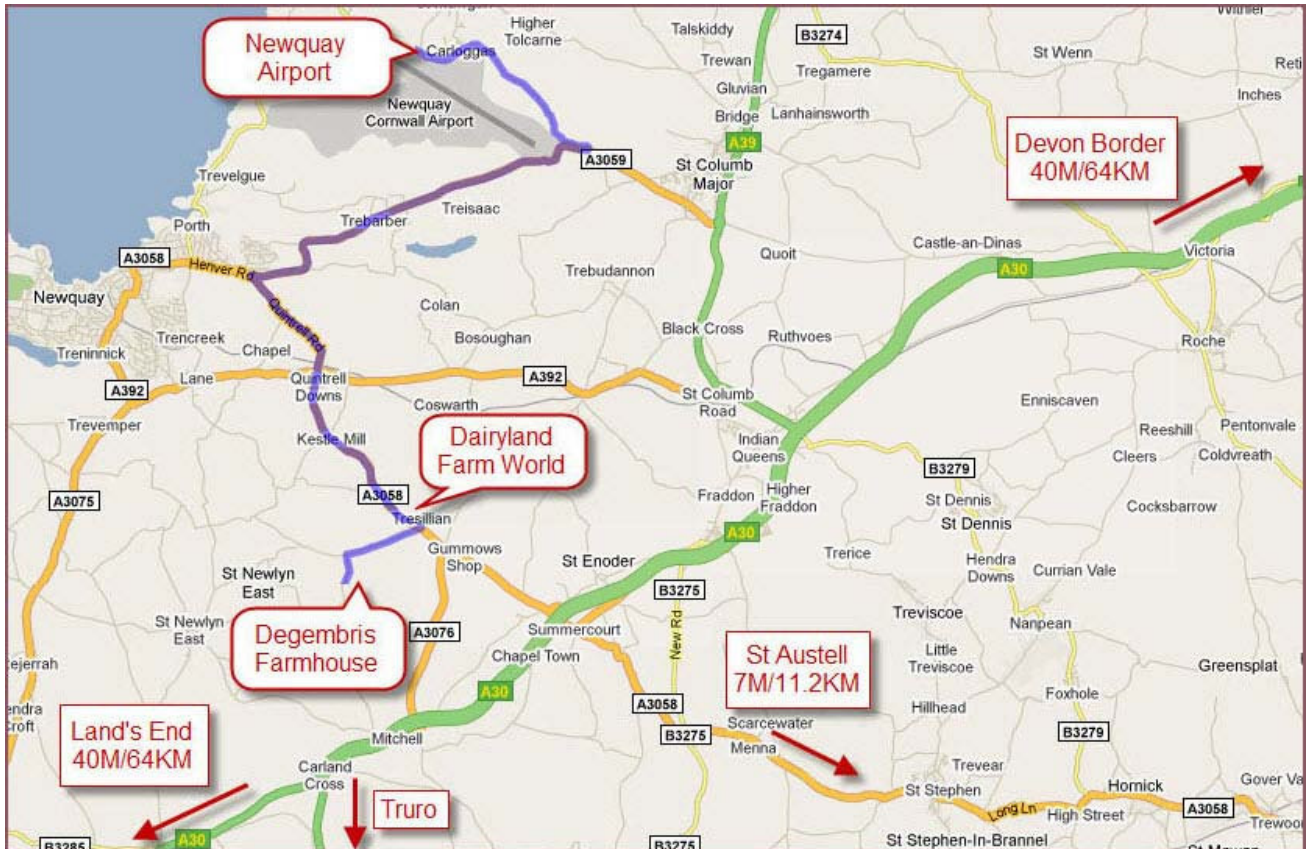 Higher
Tolcarne
Talskiddy
B3274
Withiel
St Wenn
Newquay
Airport
Carloggas
Trewan
Tregamere
Gluvian
Bridge
Lanhainsworth
Inches
Newquay
Cornwall Airport
A39
Devon Border
40M/64KM
A3059
St Columb
Major
Trevelgue
Treisaac
Trebarber
Porth
Quoit
Castle-an-Dinas
A30
Victoria
A3058
Henver Rd
Trebudannon
Newquay
Colan
Quintrell Rd
Black Cross
Ruthvoes
Trencreek
Bosoughan
Roche
Treninnick
Chapel
Lane
Quintrell
Downs
A392
A392
St Columb
Road
Coswarth
Enniscaven
Trevemper
Kestle Mill
Dairyland
Farm World
Indian
Queens
Reeshill
Pentonvale
Cleers
Coldvreath
B3279
A3075
A3058
Fraddon
Higher
Fraddon
St Dennis
St Dennis
Cocksbarrow
Tresillian
A30
Gummows
Shop
St Enoder
Trerice
Hendra
Downs
Currian Vale
St Newlyn
East
B3275
Treviscoe
St Newlyn
East
Degembris
Farmhouse
A3076
Summercourt
New Rd
Nanpean
Chapel Town
St Austell
7M/11.2KM
Little
Treviscoe
Greensplat
A30
Foxhole
Hillhead
A3058
Land's End
40M/64KM
Mitchell
Scarcewater
B3275
Menna
B3279
Carland
Cross
Trevear
Hornick
St Stephen
Truro
Long Ln
High Street
A3058
A30
B3285
B3275
St Stephen-In-Brannel